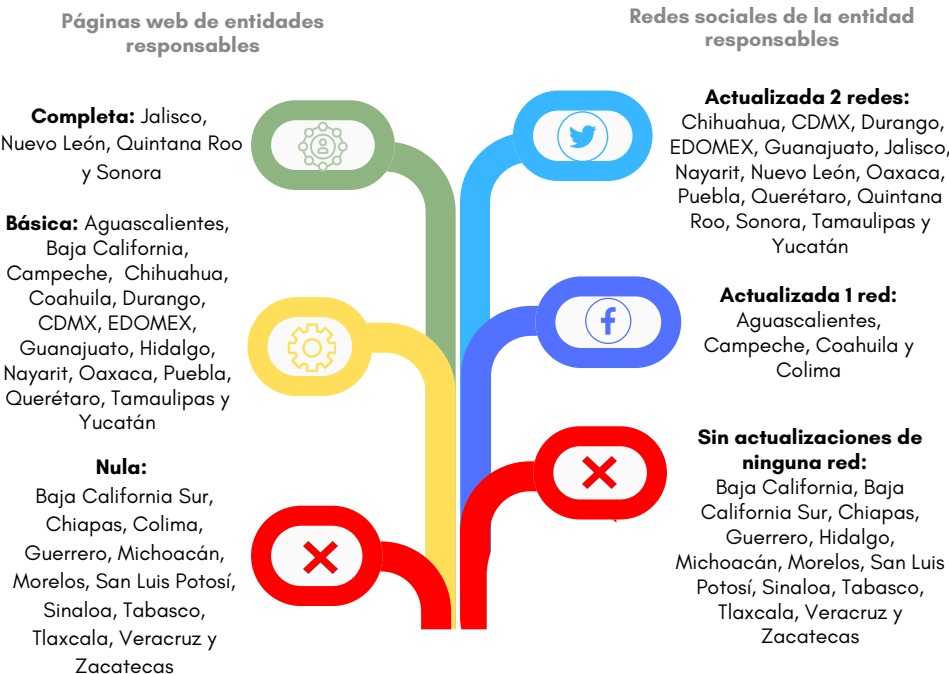 Páginas web de entidades
responsables
Completa: Jalisco,
Nuevo León, Quintana Roo
y Sonora
Básica: Aguascalientes,
Baja California,
Campeche, Chihuahua,
Coahuila, Durango,
CDMX, EDOMEX,
Guanajuato, Hidalgo,
Nayarit, Oaxaca, Puebla,
Querétaro, Tamaulipas y
Yucatán
Nula:
Baja California Sur,
Chiapas, Colima,
Guerrero, Michoacán,
Morelos, San Luis Potosí,
Sinaloa, Tabasco,
Tlaxcala, Veracruz y
Zacatecas
Redes sociales de la entidad
responsables
Actualizada 2 redes:
Chihuahua, CDMX, Durango,
EDOMEX, Guanajuato, Jalisco,
Nayarit, Nuevo León, Oaxaca,
Puebla, Querétaro, Quintana
Roo, Sonora, Tamaulipas y
Yucatán
Actualizada 1 red:
Aguascalientes,
Campeche, Coahuila y
Colima
Sin actualizaciones de
ninguna red:
Baja California, Baja
California Sur, Chiapas,
Guerrero, Hidalgo,
Michoacán, Morelos, San Luis
Potosí, Sinaloa, Tabasco,
Tlaxcala, Veracruz y
Zacatecas